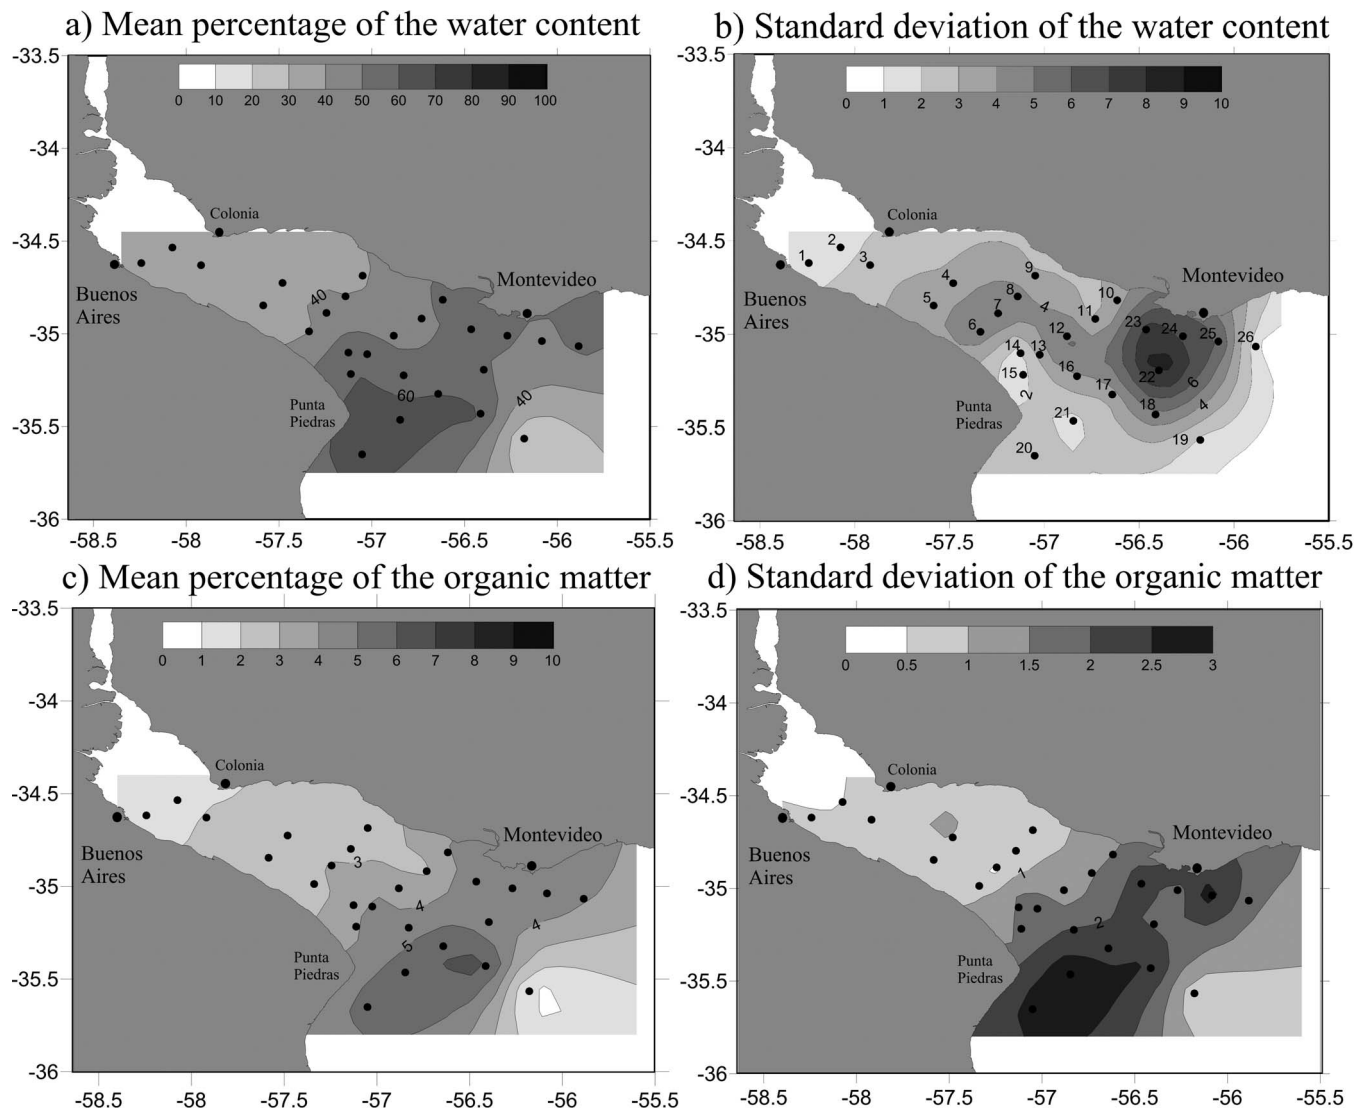 a) Mean percentage of the water content
-33.5
-34
-34.5
-35
-35.5
-36
0 10 20 30 40 50 60 70 80 90 100
Colonia
Montevideo
Buenos
Aires
Punta
Piedras
40
60
40
-58.5 -58 -57.5 -57 -56.5 -56 -55.5
b) Standard deviation of the water content
-33.5
-34
-34.5
-35
-35.5
-36
0 1 2 3 4 5 6 7 8 9 10
Colonia
Montevideo
Buenos
Aires
Punta
Piedras
1
2
3
4
5
6
7
8
9
10
11
12
13
14
15
16
17
18
19
20
21
22
23
24
25
26
4
2
6
4
-58.5 -58 -57.5 -57 -56.5 -56 -55.5
c) Mean percentage of the organic matter
-33.5
-34
-34.5
-35
-35.5
-36
0 1 2 3 4 5 6 7 8 9 10
Colonia
Montevideo
Buenos
Aires
Punta
Piedras
3
4
4
5
-58.5 -58 -57.5 -57 -56.5 -56 -55.5
d) Standard deviation of the organic matter
-33.5
-34
-34.5
-35
-35.5
-36
0 0.5 1 1.5 2 2.5 3
Colonia
Montevideo
Buenos
Aires
Punta
Piedras
1
2
-58.5 -58 -57.5 -57 -56.5 -56 -55.5